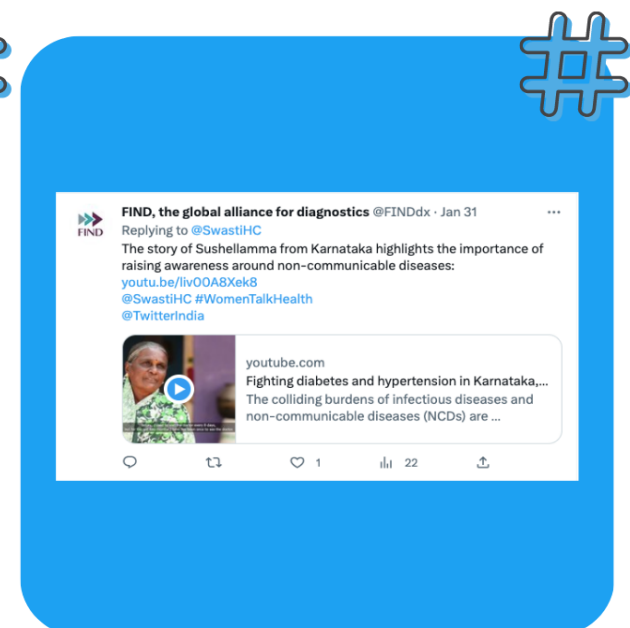 FIND, the global alliance for diagnostics @FINDdx · Jan 31
FIND
Replying to @SwastiHC
The story of Sushellamma from Karnataka highlights the importance of
raising awareness around non-communicable diseases:
youtu.be/liv00A8Xek8
@SwastiHC #WomenTalkHealth
@TwitterIndia
youtube.com
Fighting diabetes and hypertension in Karnataka,...
The colliding burdens of infectious diseases and
non-communicable diseases (NCDs) are ...
1 22